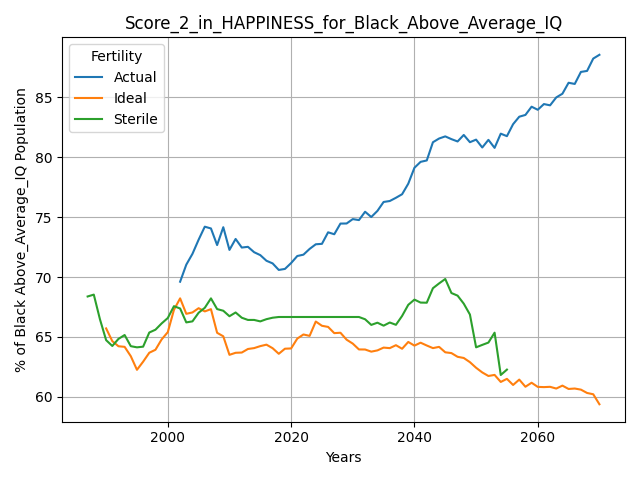 Score_2_in_HAPPINESS_for_Black_Above_Average_IQ
Fertility
Actual
Ideal
Sterile
% of Black Above_Average_IQ Population
85
80
75
70
65
60
2000
2020
2040
2060
Years